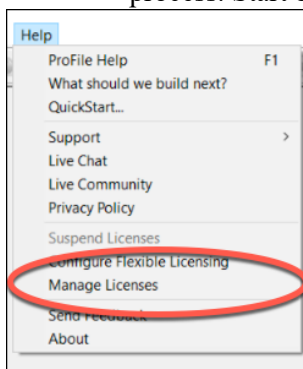 Help
ProFile Help F1
What should we build next?
QuickStart...
Support >
Live Chat
Live Community
Privacy Policy
Suspend Licenses
Configure Flexible Licensing
Manage Licenses
Send Feedback
About